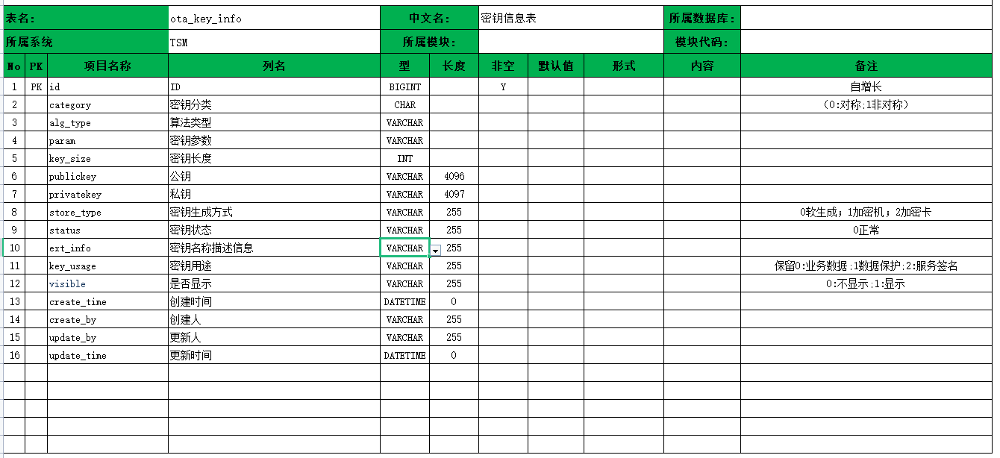 表名: ota_key_info 中文名: 密钥信息表 所属数据库:
所属系统 TSM 所属模块: 模块代码:
No PK 项目名称 列名 型 长度 非空 默认值 形式 内容 备注
1 PK id ID BIGINT Y 自增长
2 category 密钥分类 CHAR (0:对称;1非对称)
3 alg_type 算法类型 VARCHAR
4 param 密钥参数 VARCHAR
5 key_size 密钥长度 INT
6 publickey 公钥 VARCHAR 4096
7 privatekey 私钥 VARCHAR 4097
8 store_type 密钥生成方式 VARCHAR 255 0软生成; 1加密机; 2加密卡
9 status 密钥状态 VARCHAR 255 0正常
10 ext_info 密钥名称描述信息 VARCHAR 255
11 key_usage 密钥用途 VARCHAR 255 保留0:业务数据;1数据保护;2:服务签名
12 visible 是否显示 VARCHAR 255 0:不显示;1:显示
13 create_time 创建时间 DATETIME 0
14 create_by 创建人 VARCHAR 255
15 update_by 更新人 VARCHAR 255
16 update_time 更新时间 DATETIME 0